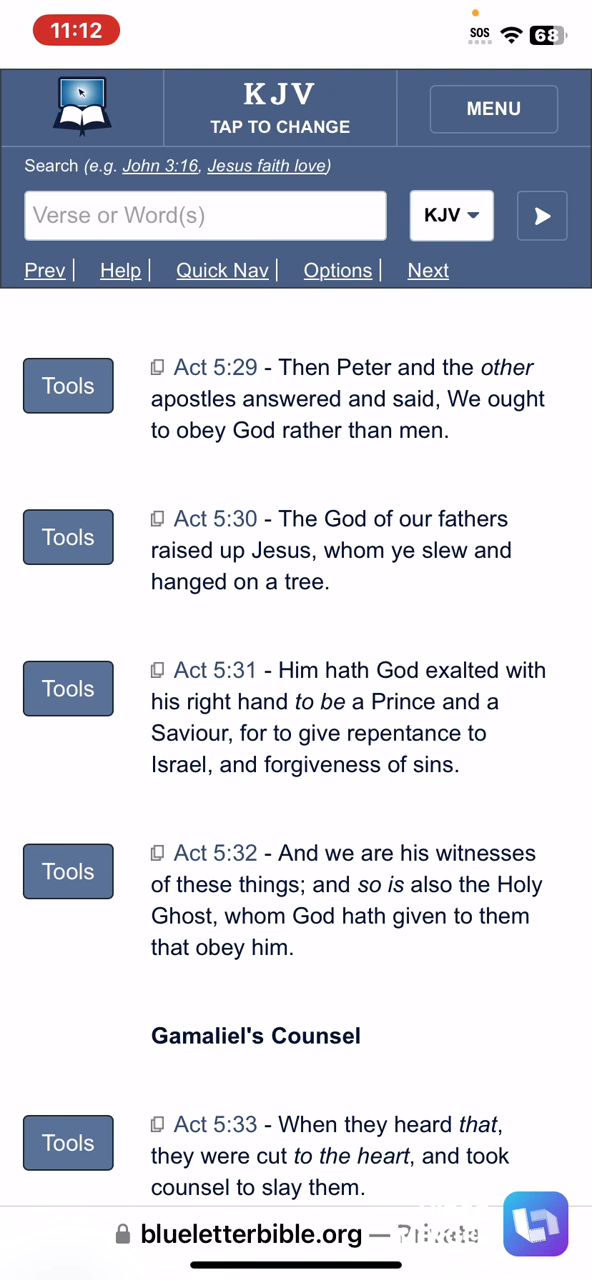 11:12
SOS
68
KJV
TAP TO CHANGE
MENU
Search (e.g. John 3:16, Jesus faith love)
Verse or Word(s)
KJV
Prev | Help | Quick Nav | Options | Next
Tools
Act 5:29 - Then Peter and the other
apostles answered and said, We ought
to obey God rather than men.
Tools
Act 5:30 - The God of our fathers
raised up Jesus, whom ye slew and
hanged on a tree.
Tools
Act 5:31 - Him hath God exalted with
his right hand to be a Prince and a
Saviour, for to give repentance to
Israel, and forgiveness of sins.
Tools
Act 5:32 - And we are his witnesses
of these things; and so is also the Holy
Ghost, whom God hath given to them
that obey him.
Gamaliel's Counsel
Tools
Act 5:33 - When they heard that,
they were cut to the heart, and took
counsel to slay them.
blueletterbible.org —